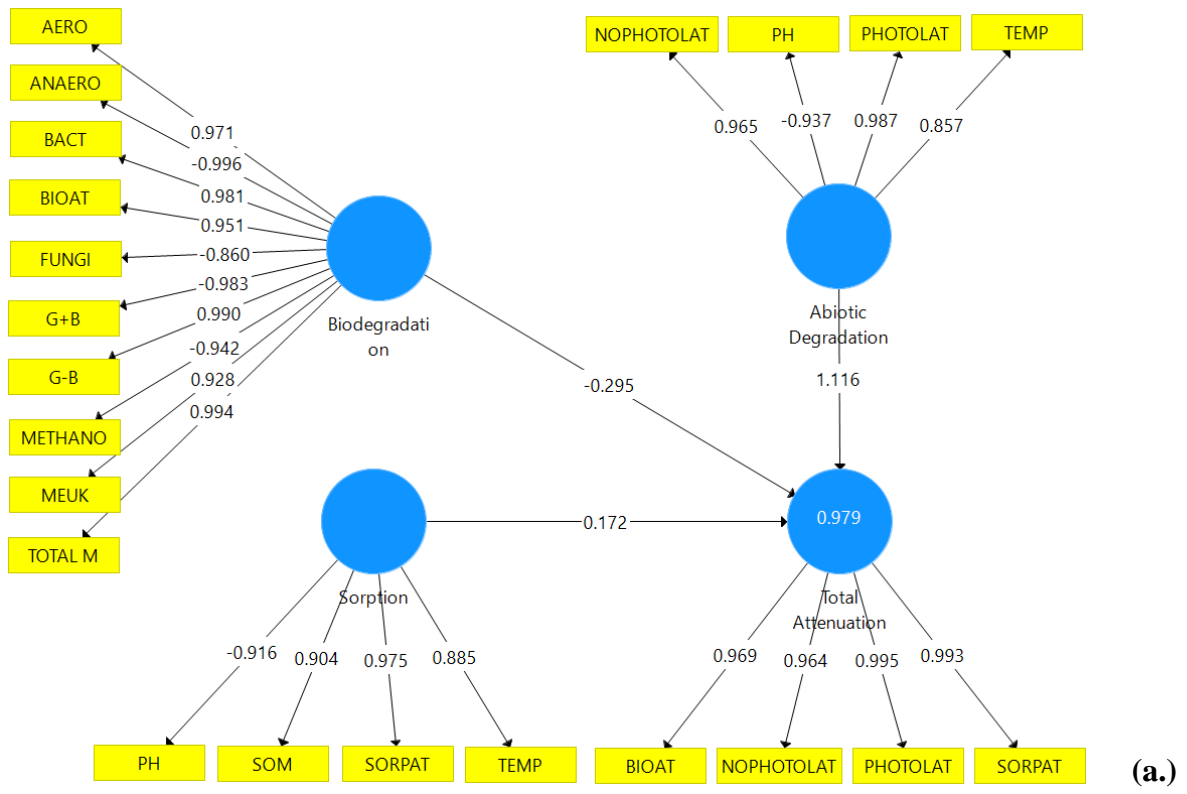 AERO
ANAERO
BACT
BIOAT
FUNGI
G+B
G-B
METHANO
MEUK
TOTAL M
0.971
-0.996
0.981
0.951
-0.860
-0.983
0.990
-0.942
0.928
0.994
Biodegradati
on
NOPHOTOLAT PH PHOTOLAT TEMP
0.965 -0.937 0.987 0.857
Abiotic
Degradation
-0.295
1.116
0.172
Sorption
-0.916 0.904 0.975 0.885
PH SOM SORPAT TEMP
0.979
Total
Attenuation
0.969 0.964 0.995 0.993
BIOAT NOPHOTOLAT PHOTOLAT SORPAT
(a.)